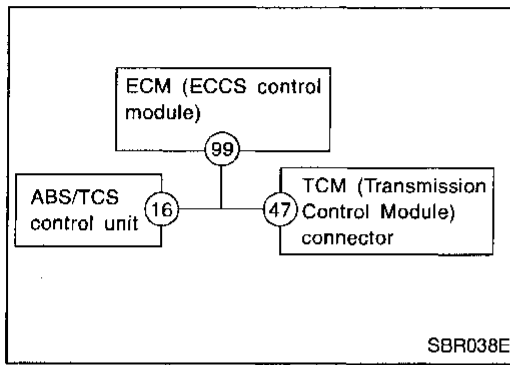 ECM (ECCS control
module)
99
ABS/TCS
control unit
16
47
TCM (Transmission
Control Module)
connector
SBR038E